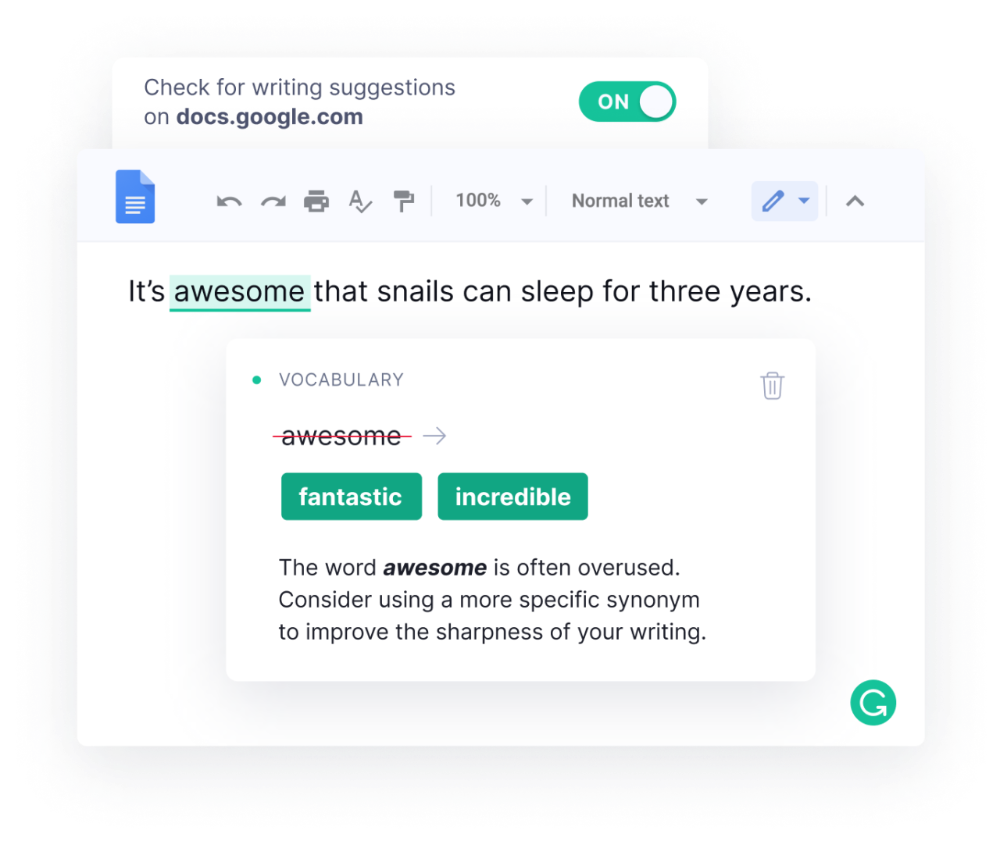 Check for writing suggestions
on docs.google.com
ON
100%
Normal text
It’s awesome that snails can sleep for three years.
VOCABULARY
awesome
fantastic
incredible
The word awesome is often overused.
Consider using a more specific synonym
to improve the sharpness of your writing.